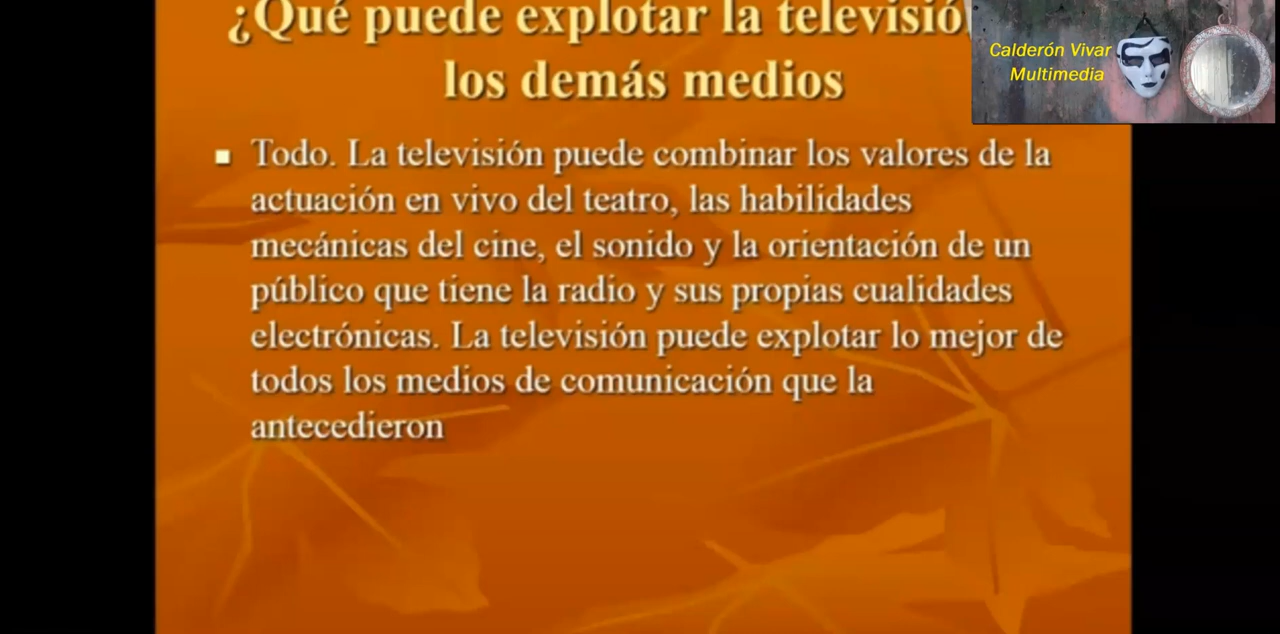 ¿Qué puede explotar la televisió
los demás medios
Calderón Vivar
Multimedia
Todo. La televisión puede combinar los valores de la
actuación en vivo del teatro, las habilidades
mecánicas del cine, el sonido y la orientación de un
público que tiene la radio y sus propias cualidades
electrónicas. La televisión puede explotar lo mejor de
todos los medios de comunicación que la
antecedieron